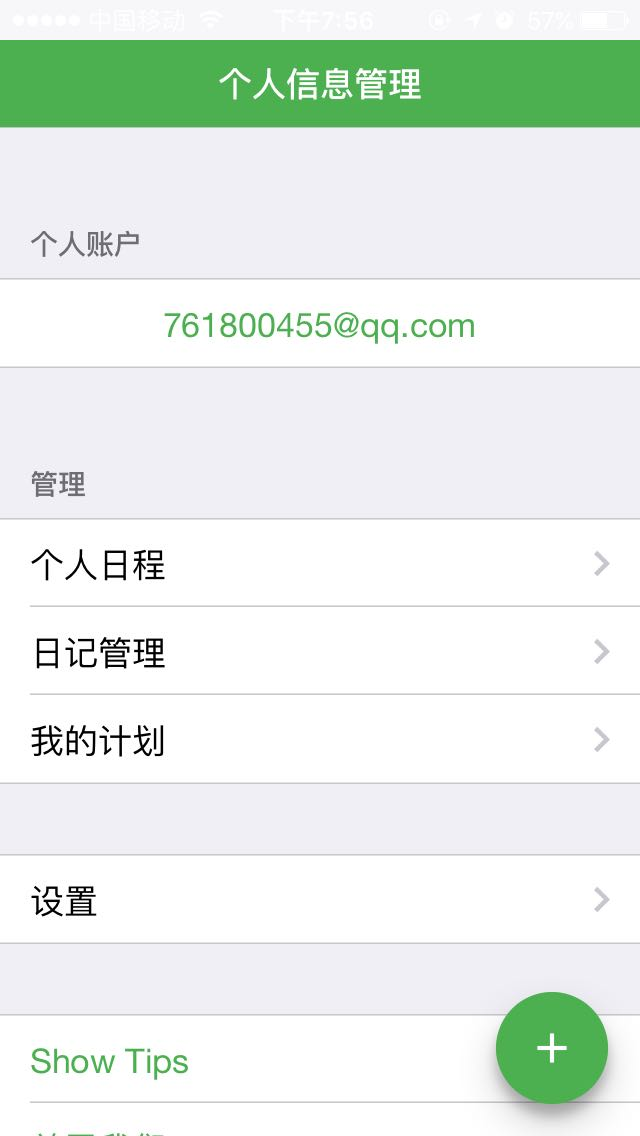 中国移动 下午7:56 57%
个人信息管理
个人账户
761800455@qq.com
管理
个人日程
日记管理
我的计划
设置
Show Tips